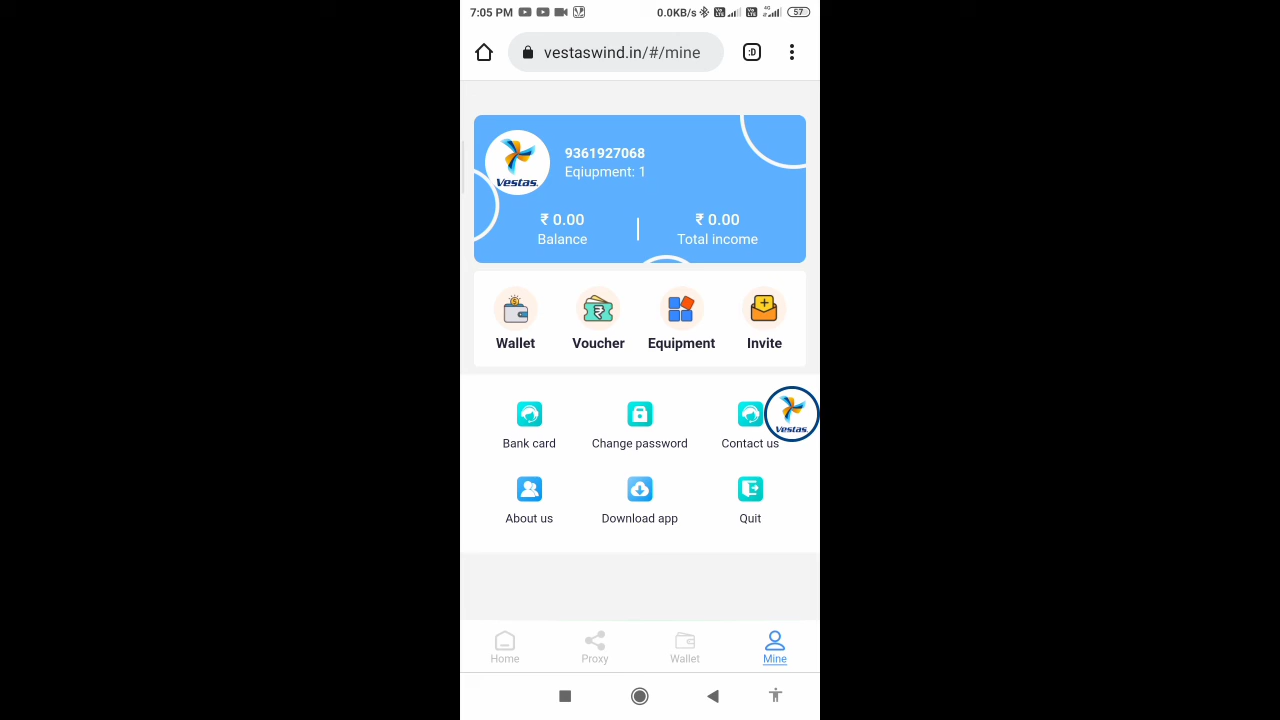 7:05 PM 0.0KB/s 4G 57
vestaswind.in/#/mine :D
Vestas.
9361927068
Eqiupment: 1
₹ 0.00 ₹ 0.00
Balance Total income
Wallet Voucher Equipment Invite
Vestas.
Bank card Change password Contact us
About us Download app Quit
Home Proxy Wallet Mine